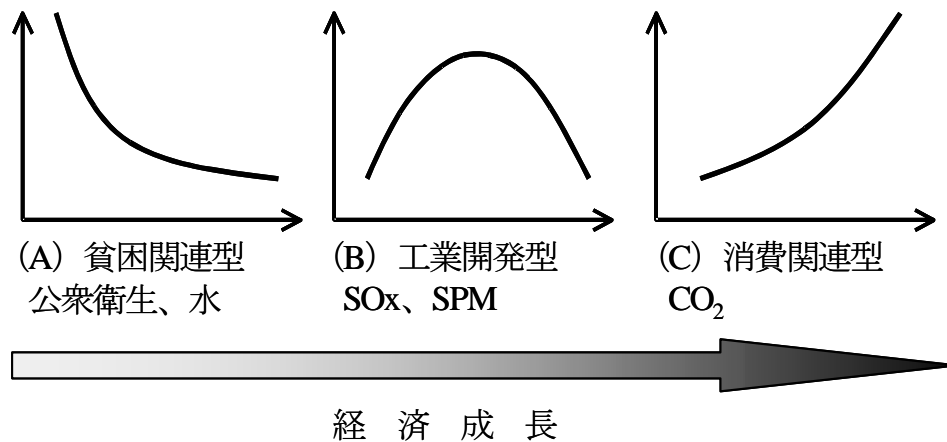 (A) 貧困関連型
公衆衛生、水
(B) 工業開発型
SOx、SPM
(C) 消費関連型
CO₂
経 済 成 長